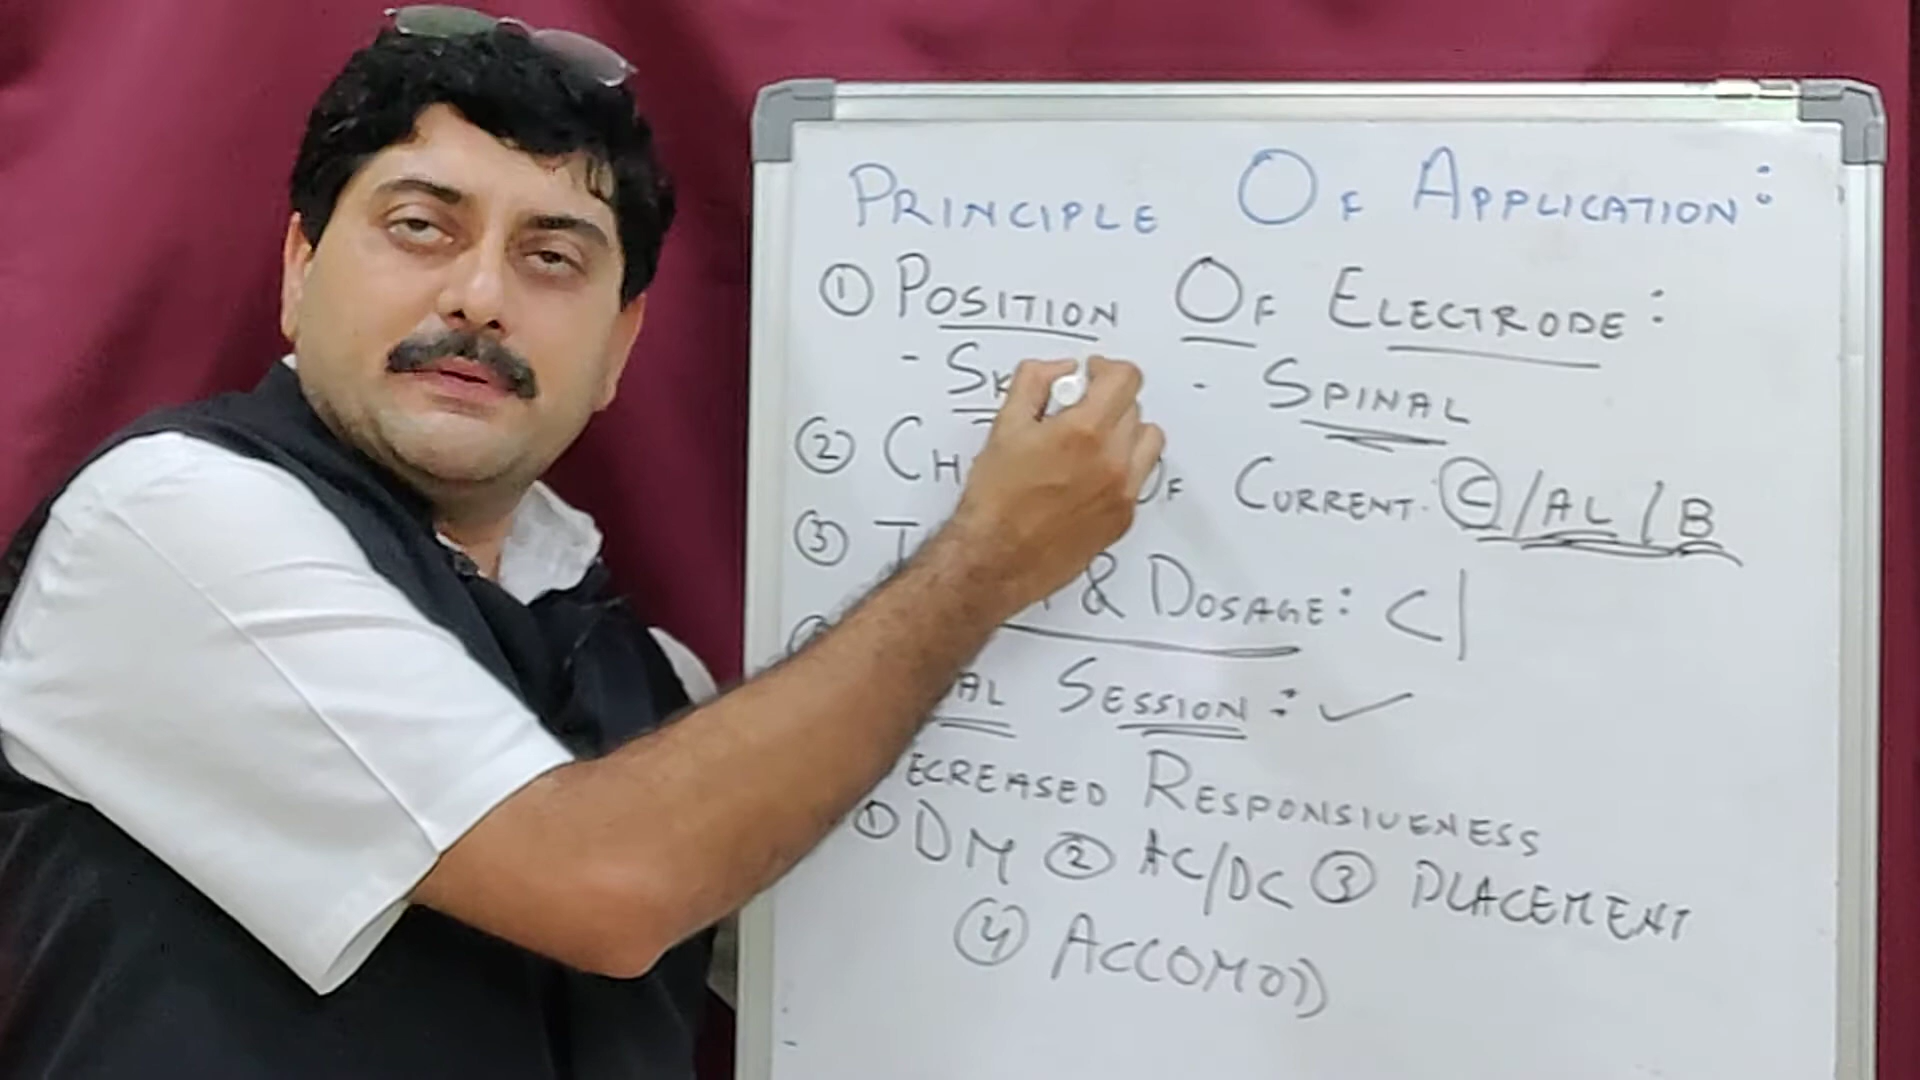 PRINCIPLE OF APPLICATION:
① POSITION OF ELECTRODE:
- - SPINAL
② OF CURRENT. C/AL/B
③ & DOSAGE: C
SESSION: ✓
RESPONSIVENESS
① DM ② AC/DC ③ PLACEMENT
④ ACCOMOD